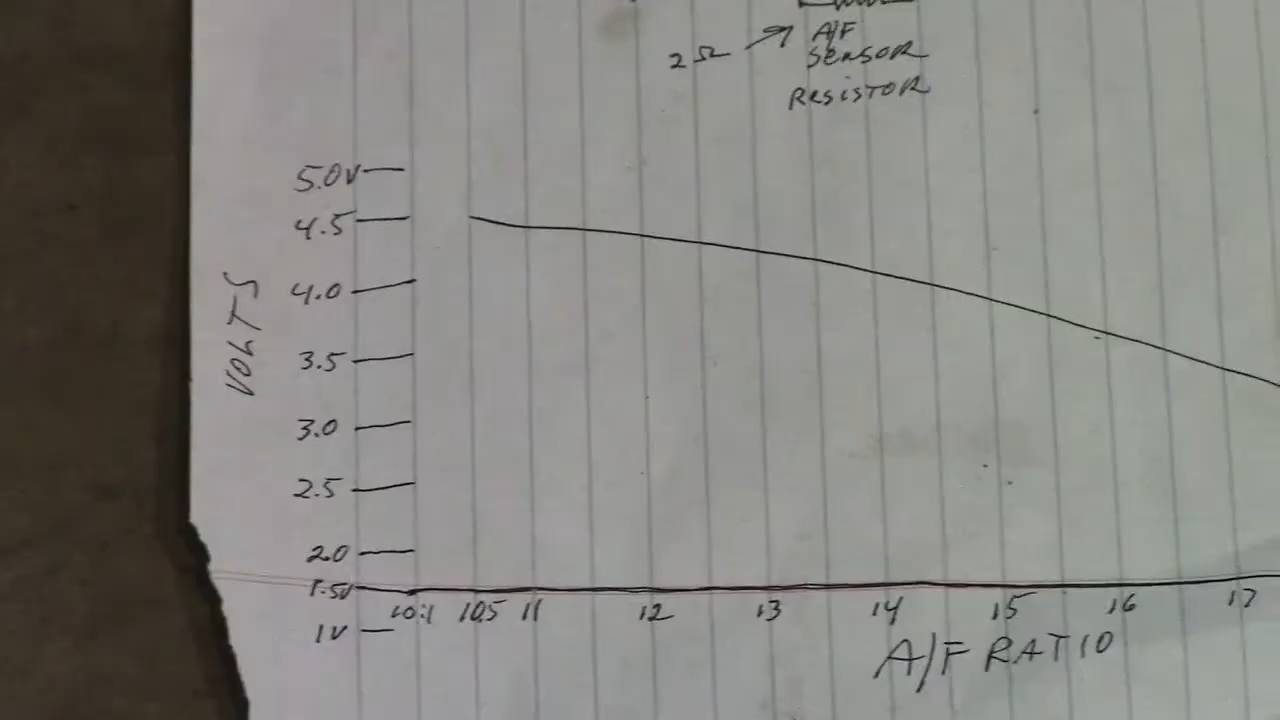 2Ω → A/F
SENSOR
RESISTOR
5.0V
4.5
4.0
VOLTS
3.5
3.0
2.5
2.0
1.5V
10:1 10.5 11 12 13 14 15 16 17
1V
A/F RATIO